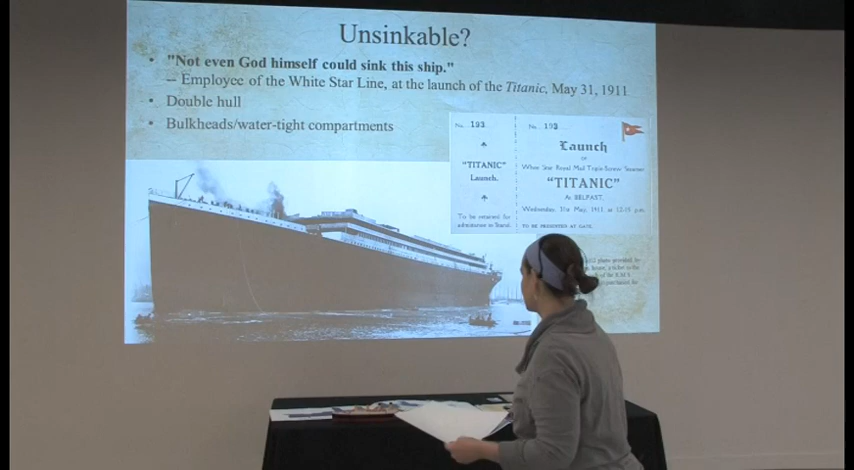 Unsinkable?
• "Not even God himself could sink this ship."
– Employee of the White Star Line, at the launch of the Titanic, May 31, 1911
• Double hull
• Bulkheads/water-tight compartments
No. 193
"TITANIC"
Launch.
To be retained for
admittance to Stand.
No. 193
Launch
OF
White Star Royal Mail Triple-Screw Steamer
"TITANIC"
At BELFAST,
Wednesday, 31st May, 1911, at 12-15 p.m.
TO BE PRESENTED AT GATE.